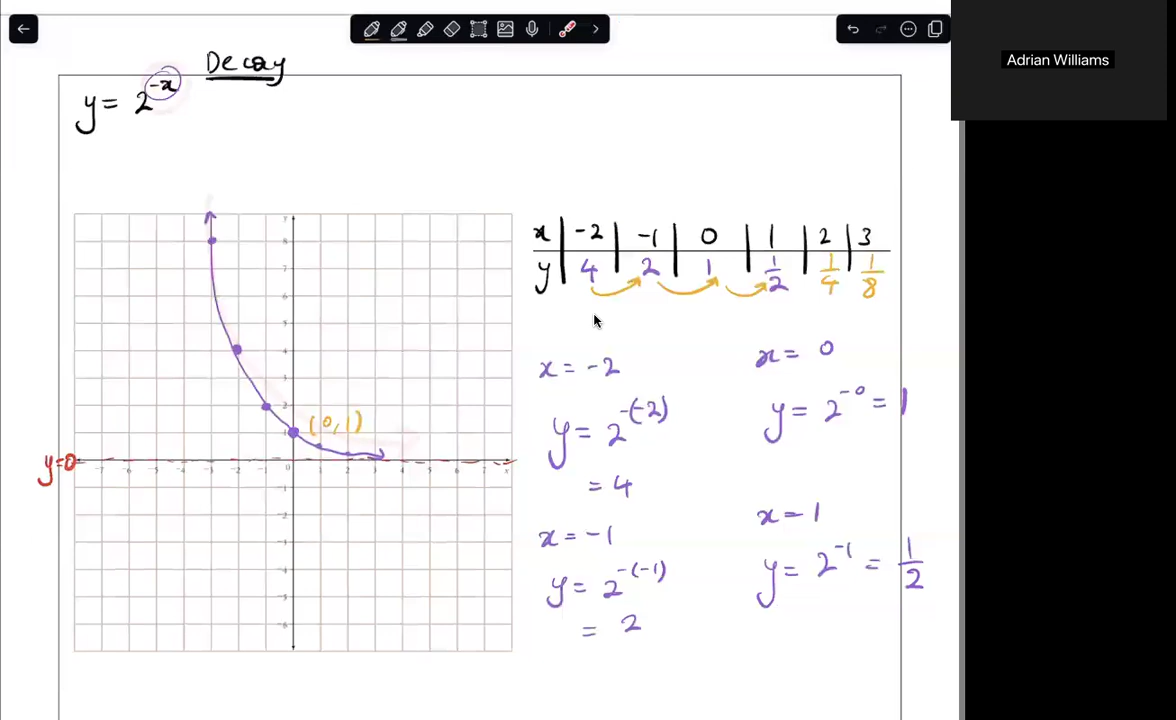 Adrian Williams
Decay
y = 2^-x
x | -2 | -1 | 0 | 1 | 2 | 3
y | 4 | 2 | 1 | 1/2 | 1/4 | 1/8
(0,1)
y=0
x = -2
y = 2^-(-2)
= 4
x = -1
y = 2^-(-1)
= 2
x = 0
y = 2^-0 = 1
x = 1
y = 2^-1 = 1/2